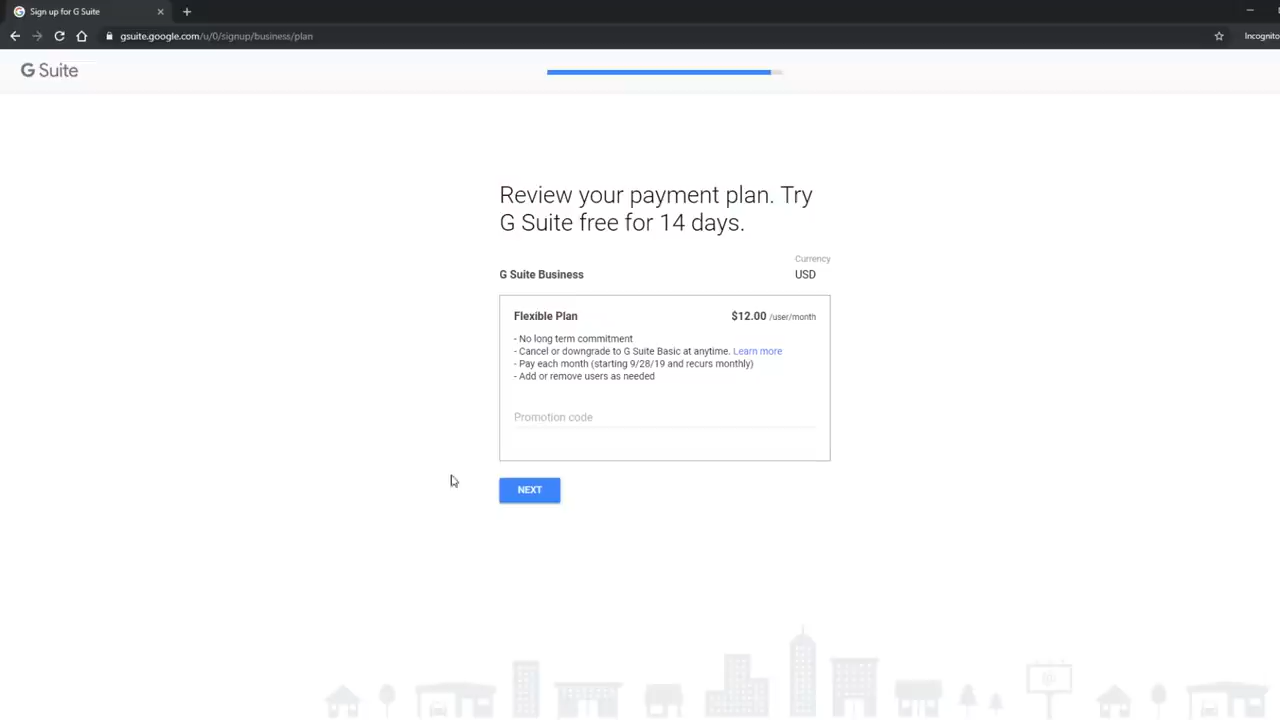 Sign up for G Suite
gsuite.google.com/u/0/signup/business/plan
Incognito
G Suite
Review your payment plan. Try
G Suite free for 14 days.
Currency
G Suite Business USD
Flexible Plan $12.00 /user/month
- No long term commitment
- Cancel or downgrade to G Suite Basic at anytime. Learn more
- Pay each month (starting 9/28/19 and recurs monthly)
- Add or remove users as needed
Promotion code
NEXT